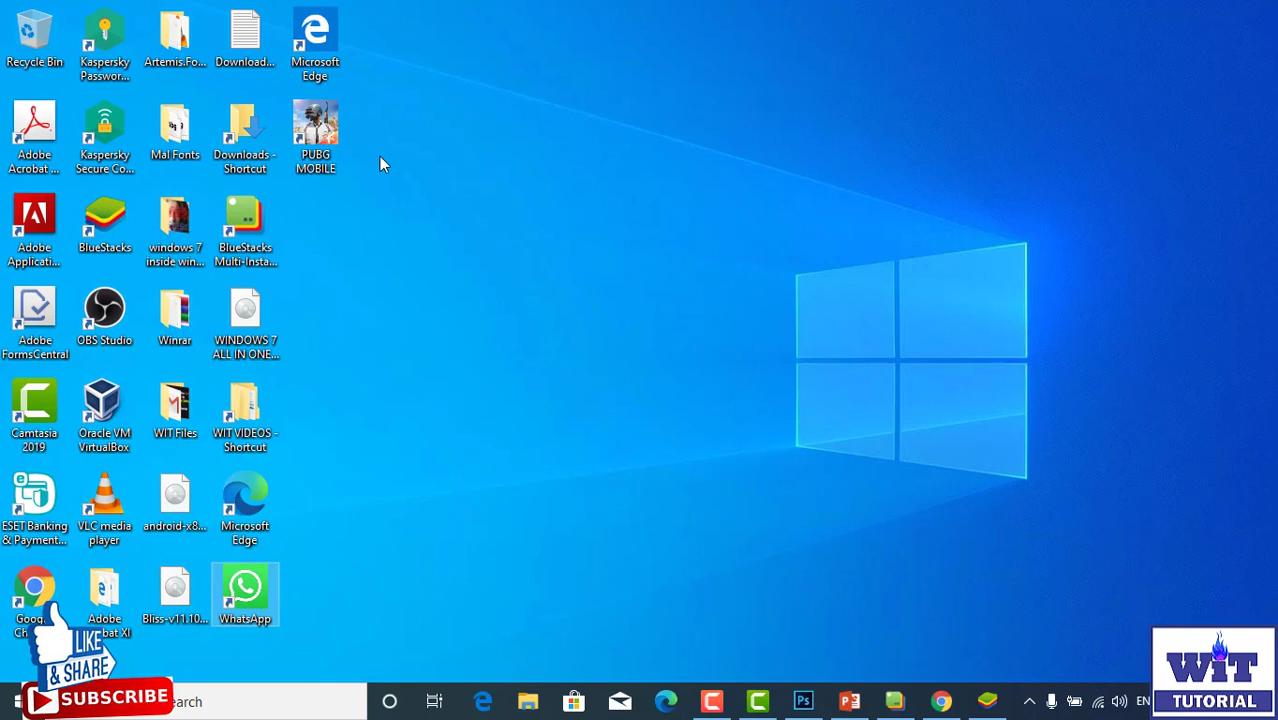 Recycle Bin
Kaspersky
Passwor...
Artemis.Fo...
Download...
Microsoft
Edge
Adobe
Acrobat ...
Kaspersky
Secure Co...
Mal Fonts
Downloads -
Shortcut
PUBG
MOBILE
Adobe
Applicati...
BlueStacks
windows 7
inside win...
BlueStacks
Multi-Insta...
Adobe
FormsCentral
OBS Studio
Winrar
WINDOWS 7
ALL IN ONE...
Camtasia
2019
Oracle VM
VirtualBox
WIT Files
WIT VIDEOS -
Shortcut
ESET Banking
& Payment...
VLC media
player
android-x8...
Microsoft
Edge
Adobe
Acrobat XI
Bliss-v11.10...
WhatsApp
LIKE
& SHARE
SUBSCRIBE
Ps
EN
WiT
TUTORIAL